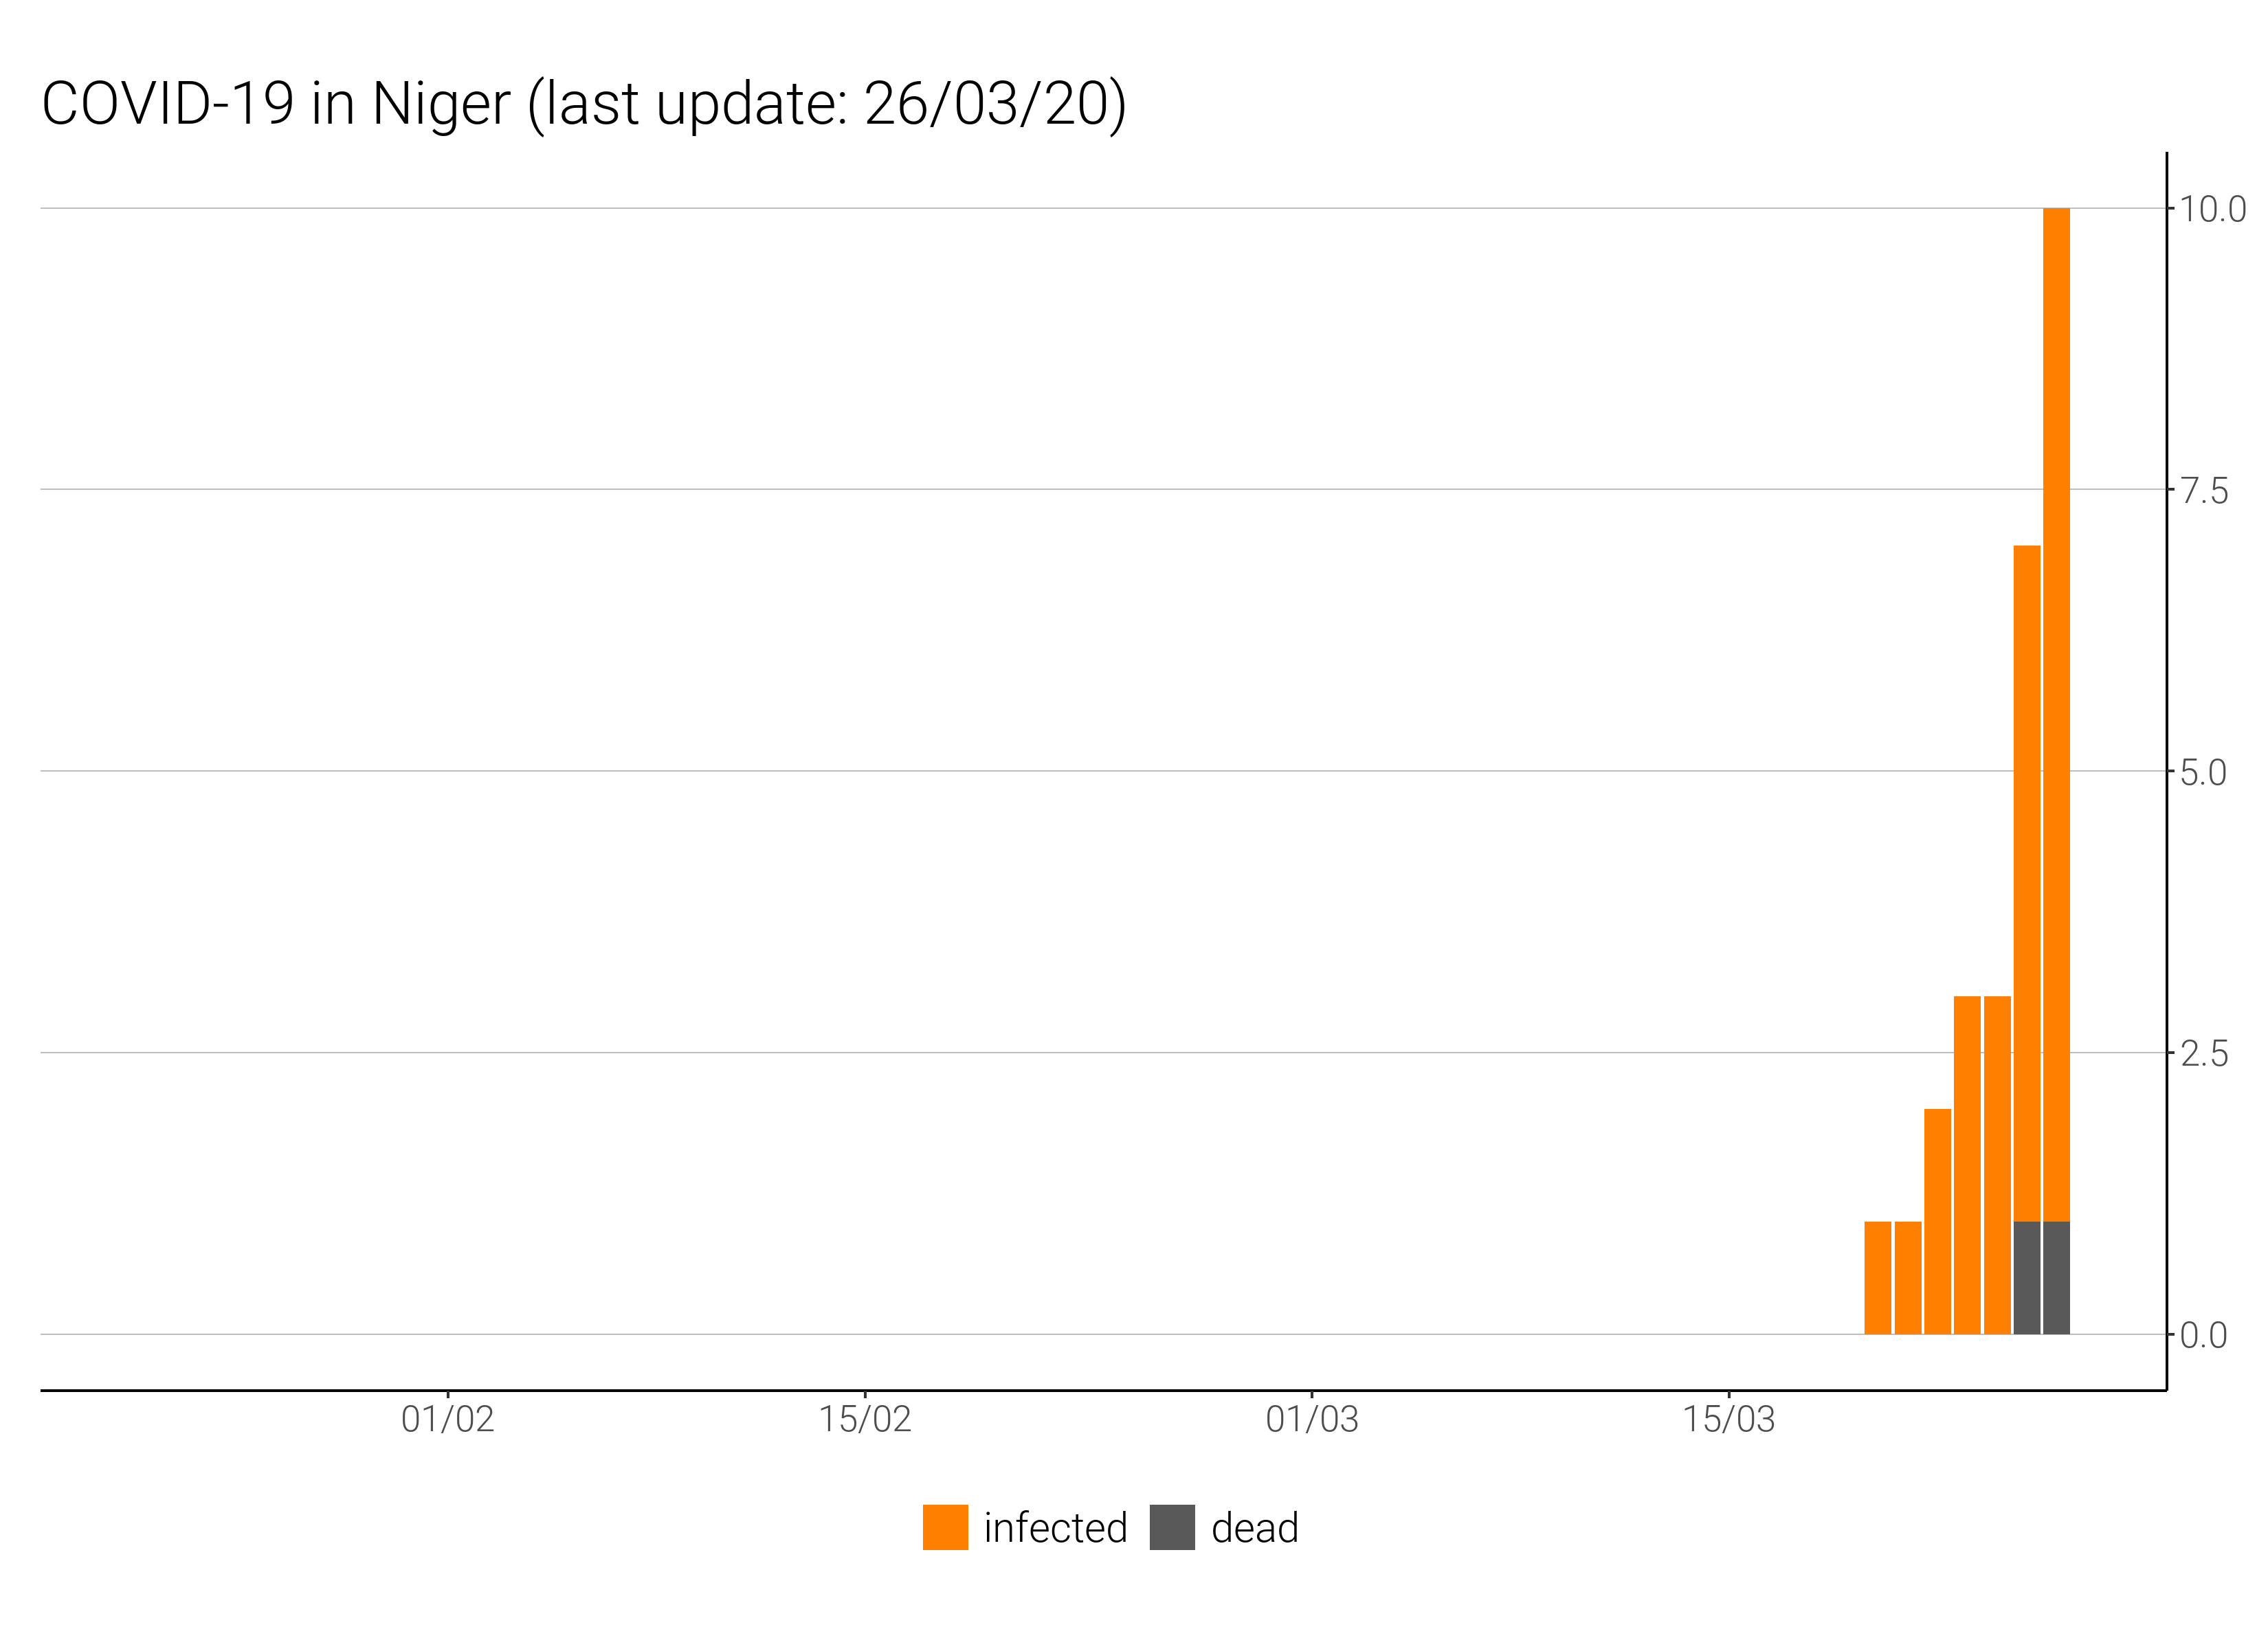 COVID-19 in Niger (last update: 26/03/20)
10.0
7.5
5.0
2.5
0.0
01/02 15/02 01/03 15/03
infected dead